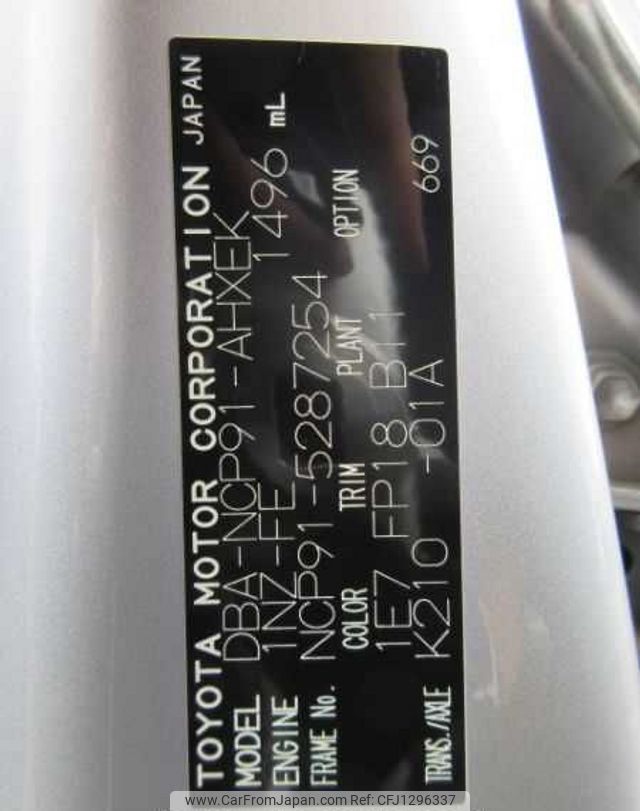 TOYOTA MOTOR CORPORATION JAPAN
MODEL DBA-NCP91-AHXEK
ENGINE 1NZ-FE 1496 mL
FRAME No. NCP91-5287254
COLOR TRIM PLANT OPTION
1E7 FP18 B11 669
TRANS./AXLE K210 -01A
www.CarFromJapan.com CFJ1296337